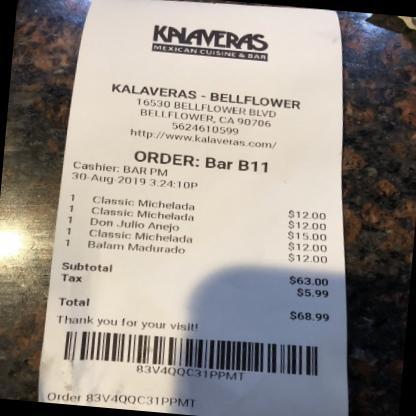 KALAVERAS
MEXICAN CUISINE & BAR
KALAVERAS - BELLFLOWER
16530 BELLFLOWER BLVD
BELLFLOWER, CA 90706
5624610599
http://www.kalaveras.com/
ORDER: Bar B11
Cashier: BAR PM
30-Aug-2019 3:24:10P
1 Classic Michelada $12.00
1 Classic Michelada $12.00
1 Don Julio Anejo $15.00
1 Classic Michelada $12.00
1 Balam Madurado $12.00
Subtotal $63.00
Tax $5.99
Total $68.99
Thank you for your visit!
83V4QQC31PPMT
Order 83V4QQC31PPMT